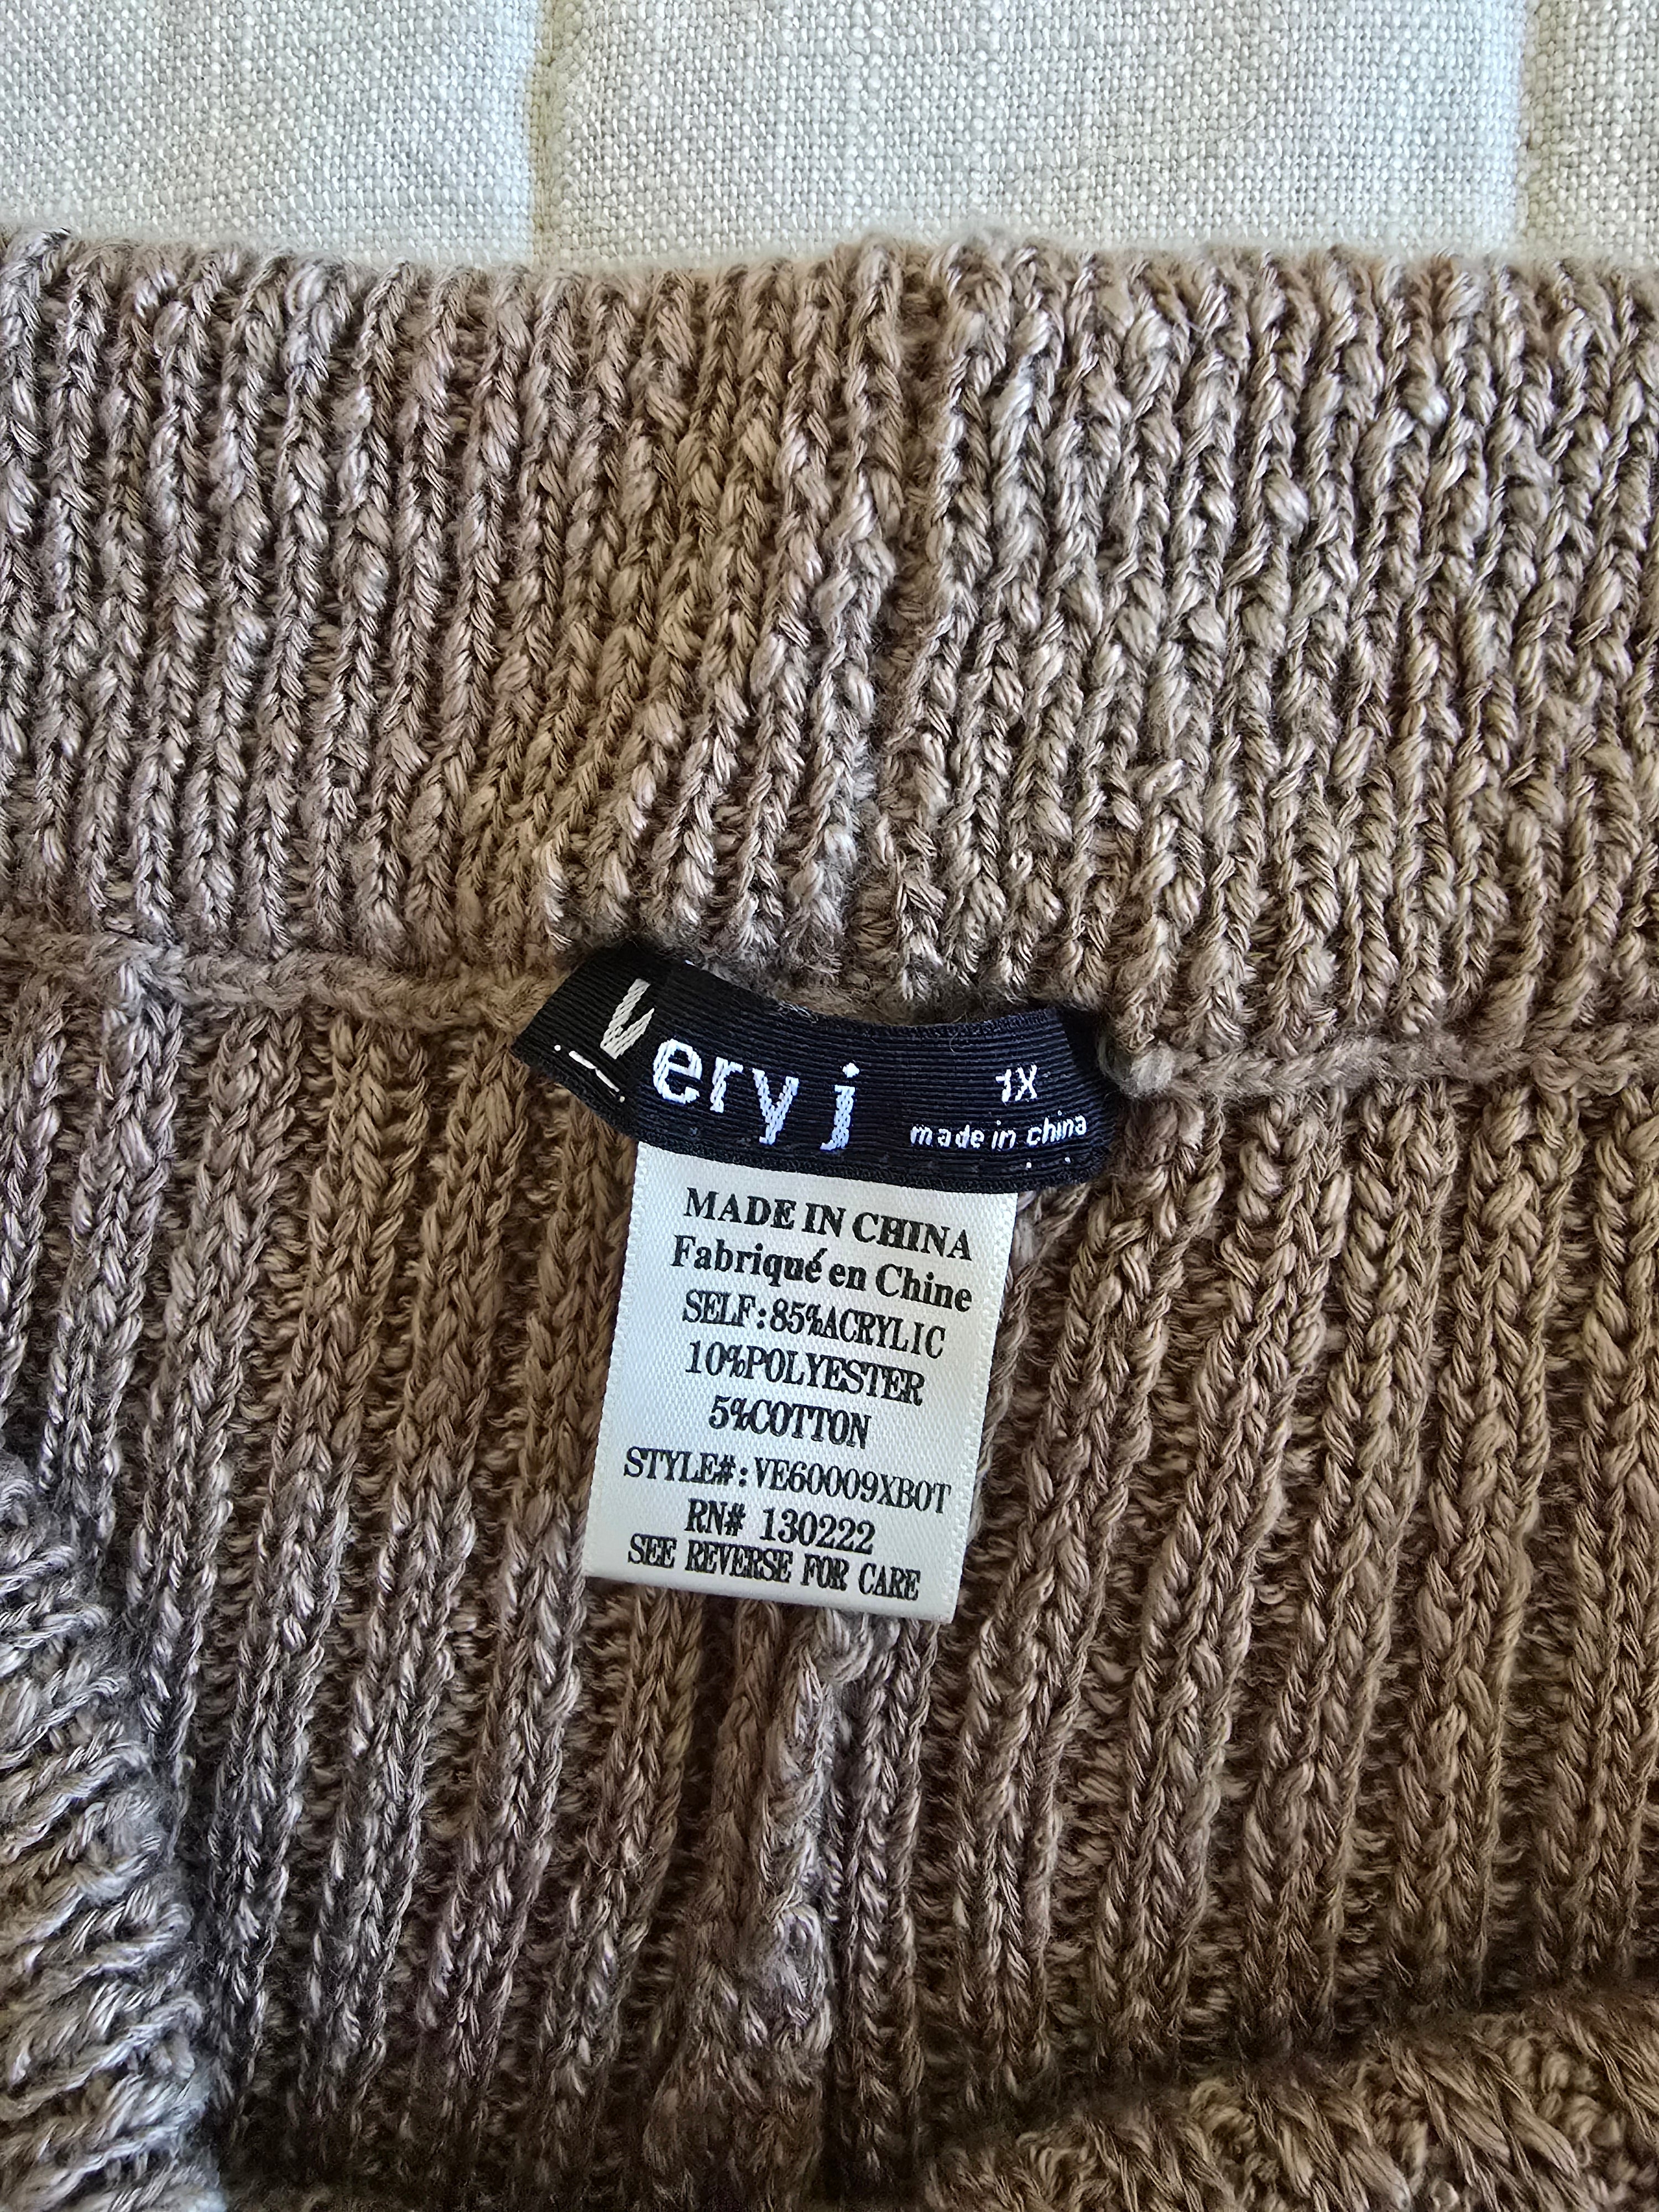 Very j
1X
made in china
MADE IN CHINA
Fabriqué en Chine
SELF:85%ACRYLIC
10%POLYESTER
5%COTTON
STYLE#:VE60009XBOT
RN# 130222
SEE REVERSE FOR CARE